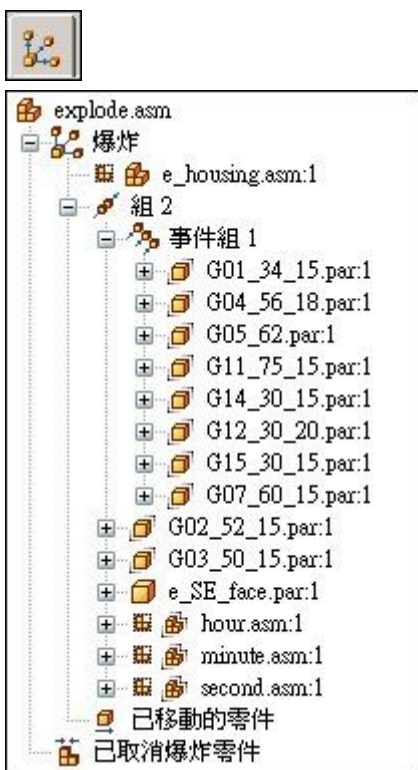 explode.asm
爆炸
e_housing.asm:1
組 2
事件組 1
G01_34_15.par:1
G04_56_18.par:1
G05_62.par:1
G11_75_15.par:1
G14_30_15.par:1
G12_30_20.par:1
G15_30_15.par:1
G07_60_15.par:1
G02_52_15.par:1
G03_50_15.par:1
e_SE_face.par:1
hour.asm:1
minute.asm:1
second.asm:1
已移動的零件
已取消爆炸零件